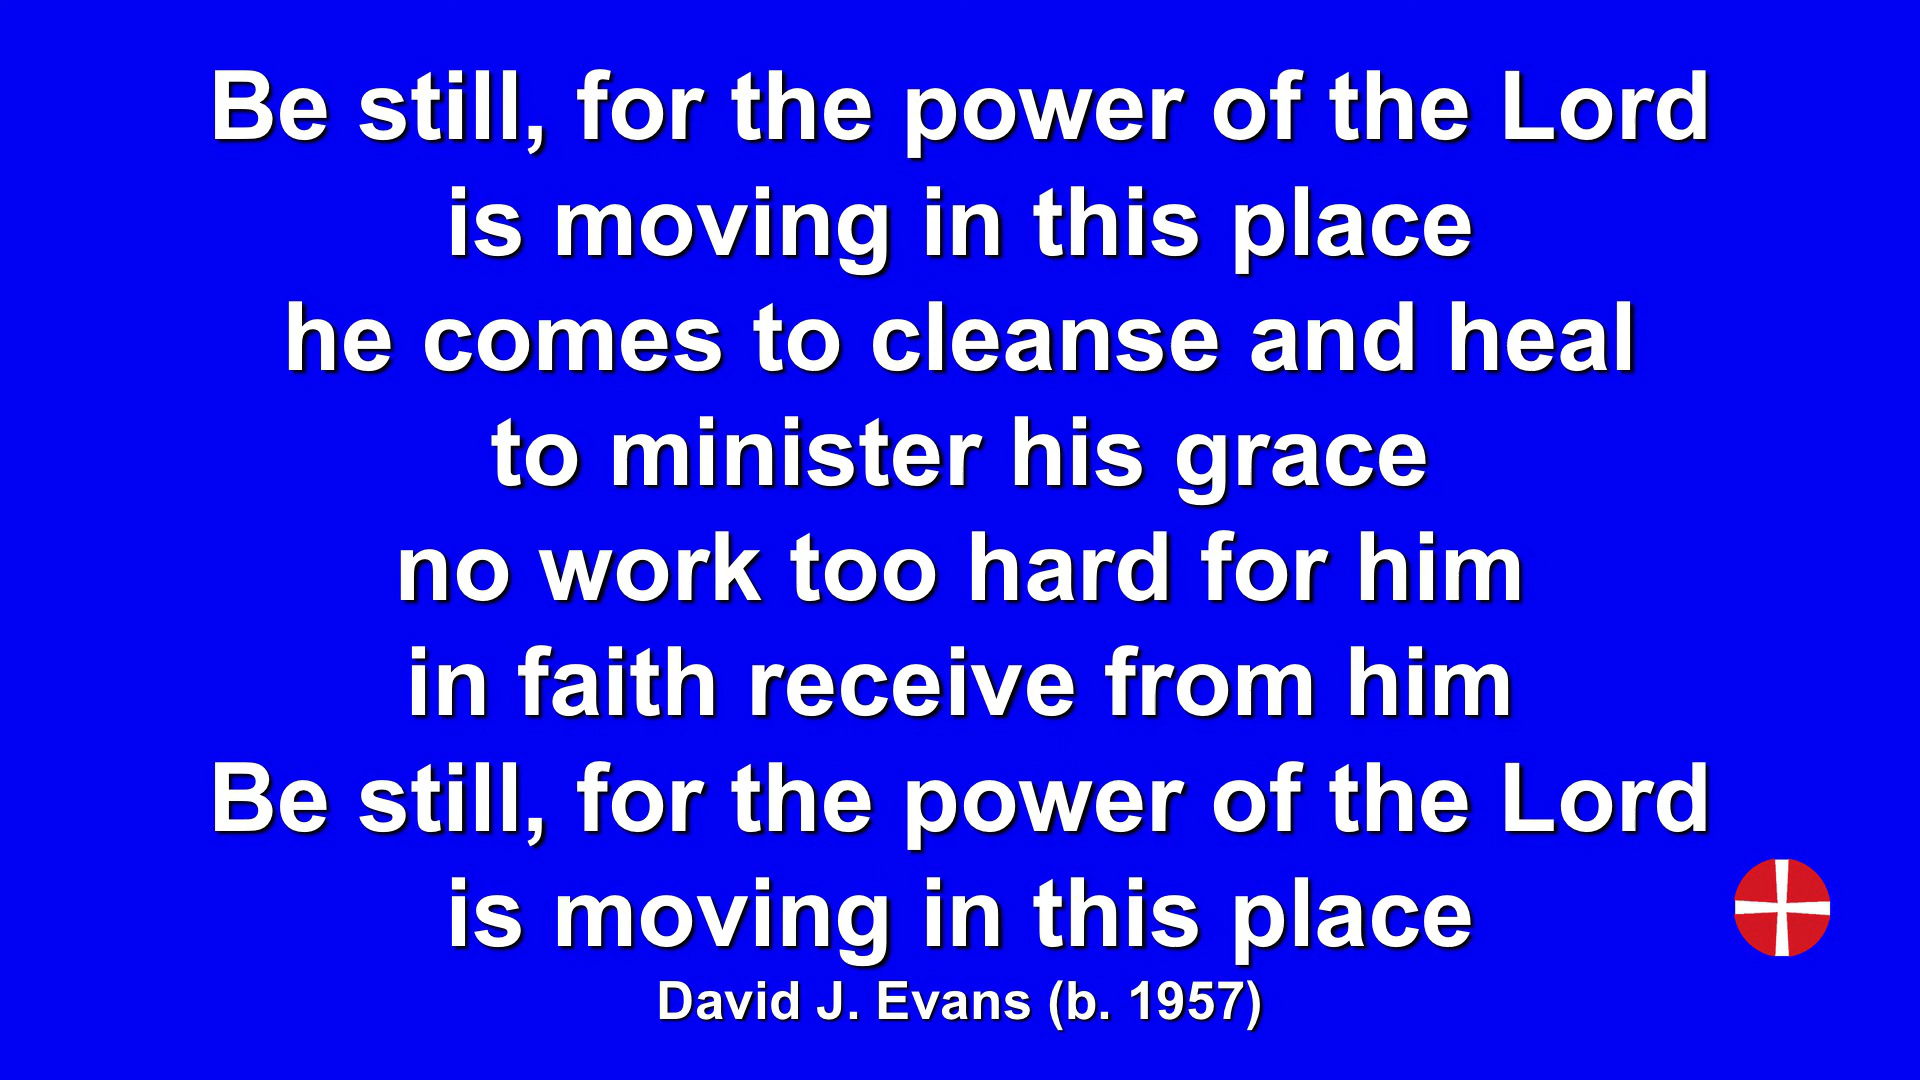 Be still, for the power of the Lord
is moving in this place
he comes to cleanse and heal
to minister his grace
no work too hard for him
in faith receive from him
Be still, for the power of the Lord
is moving in this place
David J. Evans (b. 1957)